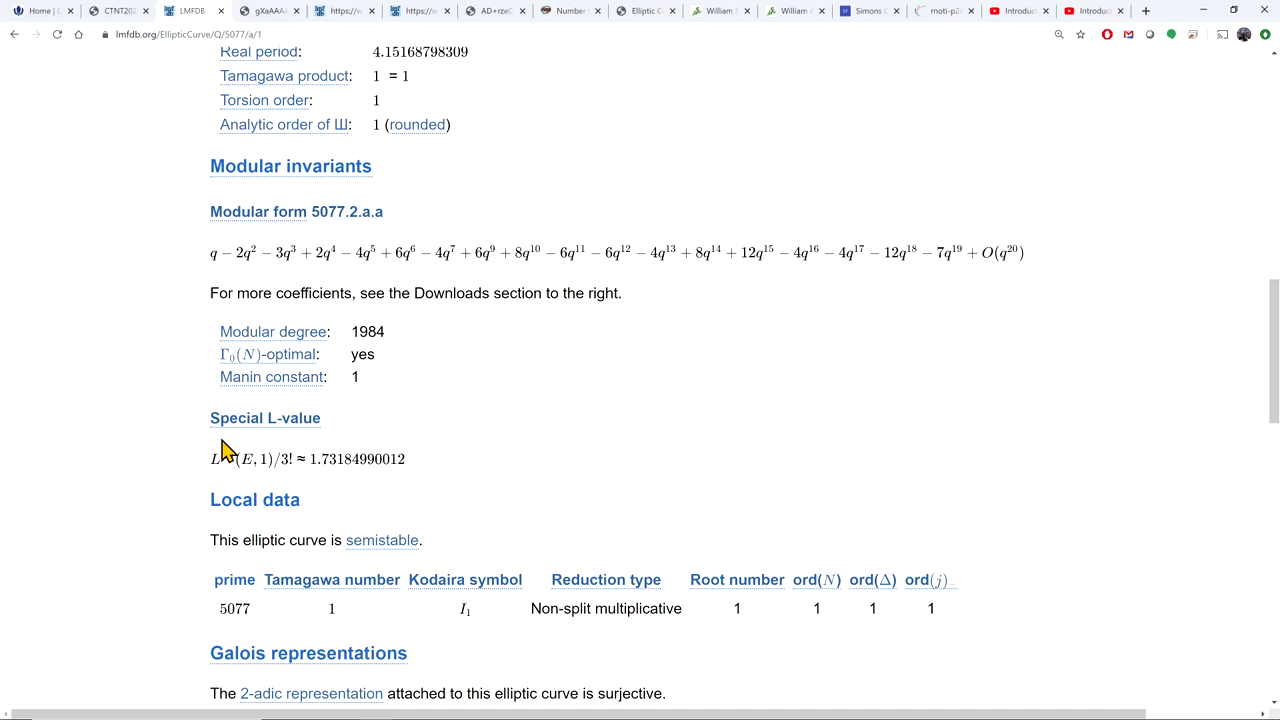 Home | C
CTNT202
LMFDB
gXaAAA
https://w
https://w
AD+rzeC
Number
Elliptic C
William S
William A
Simons C
rnoti-p2
Introduct
Introduct
lmfdb.org/EllipticCurve/Q/5077/a/1
Real period: 4.15168798309
Tamagawa product: 1 = 1
Torsion order: 1
Analytic order of Ш: 1 (rounded)
Modular invariants
Modular form 5077.2.a.a
q − 2q² − 3q³ + 2q⁴ − 4q⁵ + 6q⁶ − 4q⁷ + 6q⁹ + 8q¹⁰ − 6q¹¹ − 6q¹² − 4q¹³ + 8q¹⁴ + 12q¹⁵ − 4q¹⁶ − 4q¹⁷ − 12q¹⁸ − 7q¹⁹ + O(q²⁰)
For more coefficients, see the Downloads section to the right.
Modular degree: 1984
Γ₀(N)-optimal: yes
Manin constant: 1
Special L-value
L (E, 1)/3! ≈ 1.73184990012
Local data
This elliptic curve is semistable.
prime Tamagawa number Kodaira symbol Reduction type Root number ord(N) ord(Δ) ord(j)₋
5077 1 I₁ Non-split multiplicative 1 1 1 1
Galois representations
The 2-adic representation attached to this elliptic curve is surjective.